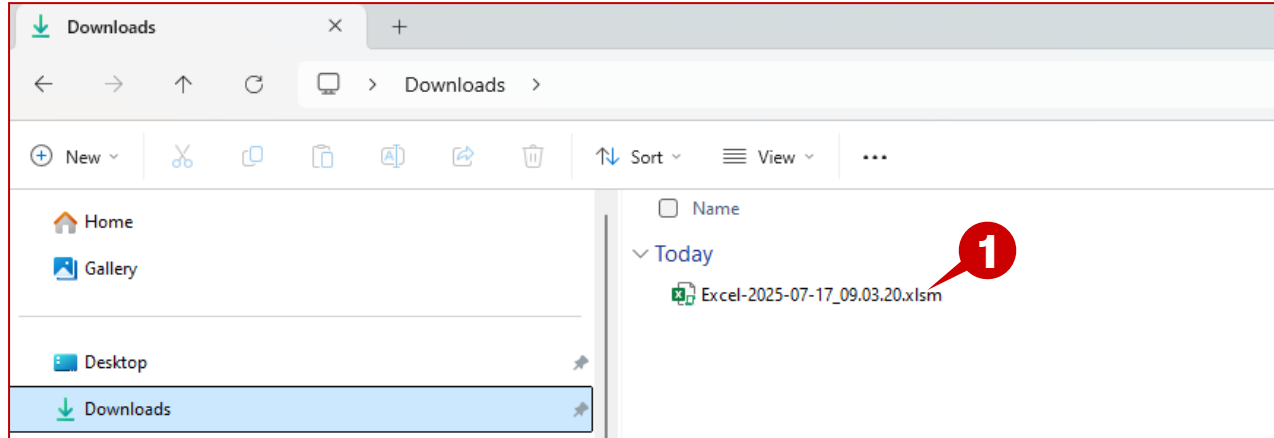 Downloads
Downloads
New
Sort
View
Home
Gallery
Desktop
Downloads
Name
Today
1
Excel-2025-07-17_09.03.20.xlsm